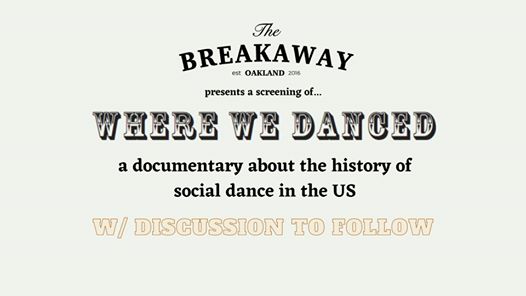 The
BREAKAWAY
est OAKLAND 2016
presents a screening of...
WHERE WE DANCED
a documentary about the history of
social dance in the US
W/ DISCUSSION TO FOLLOW